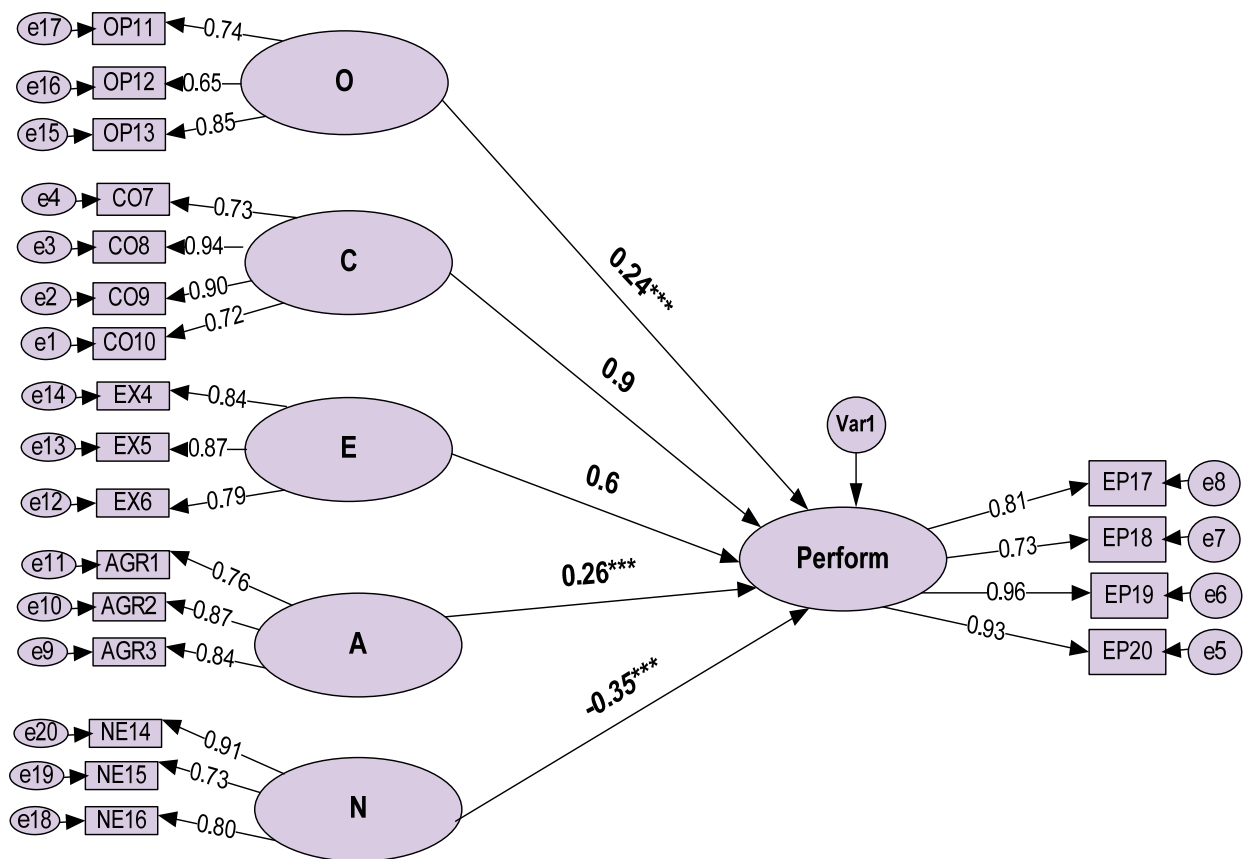 e17 OP11 0.74
e16 OP12 0.65
e15 OP13 0.85
O
e4 CO7 0.73
e3 CO8 0.94
e2 CO9 0.90
e1 CO10 0.72
C
e14 EX4 0.84
e13 EX5 0.87
e12 EX6 0.79
E
e11 AGR1 0.76
e10 AGR2 0.87
e9 AGR3 0.84
A
e20 NE14 0.91
e19 NE15 0.73
e18 NE16 0.80
N
0.24***
0.9
0.6
0.26***
-0.35***
Var1
Perform
0.81 EP17 e8
0.73 EP18 e7
0.96 EP19 e6
0.93 EP20 e5